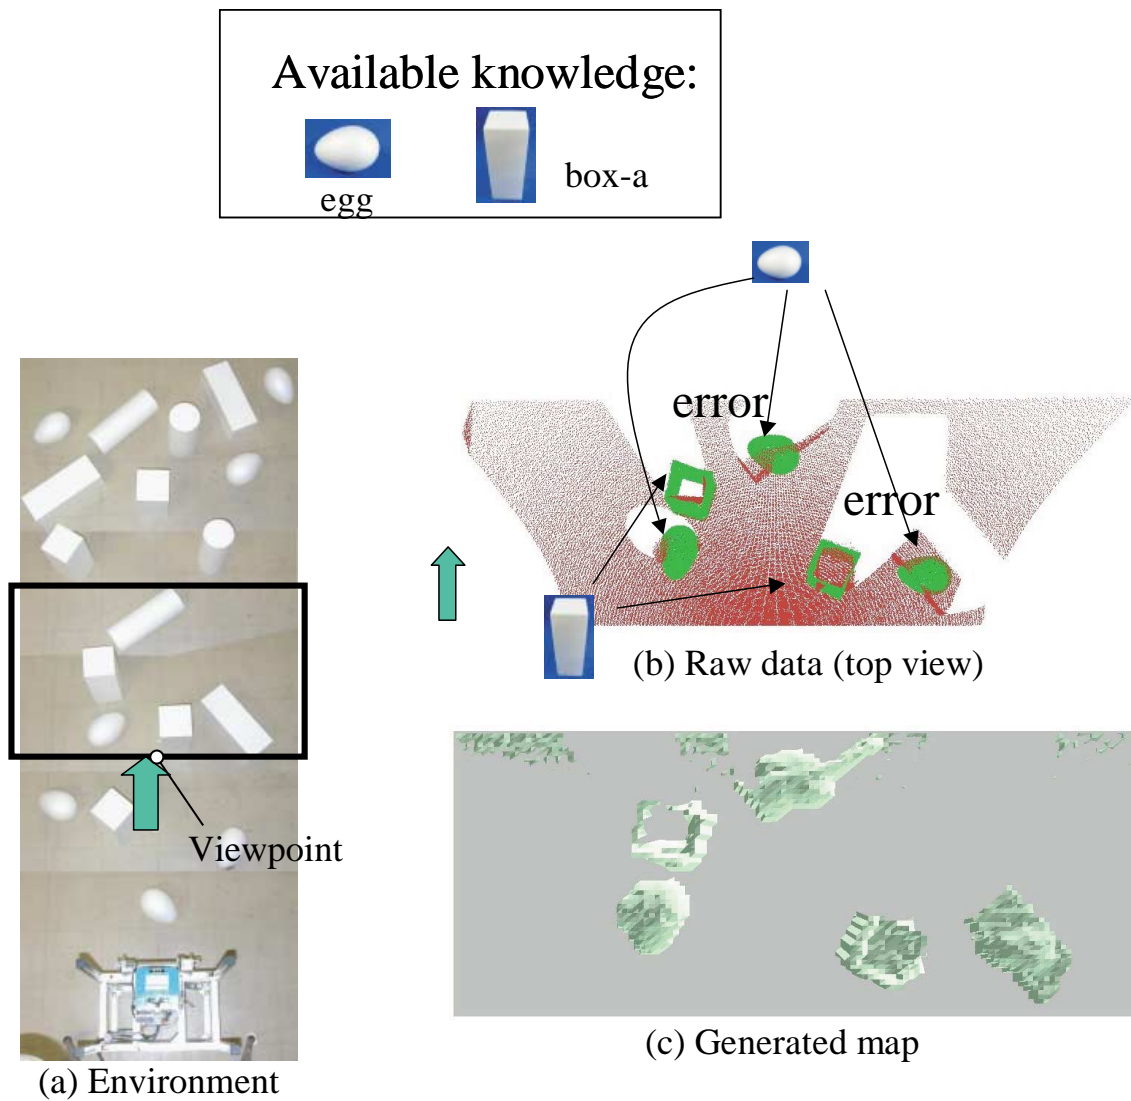 Available knowledge:
egg
box-a
error
error
(b) Raw data (top view)
Viewpoint
(c) Generated map
(a) Environment